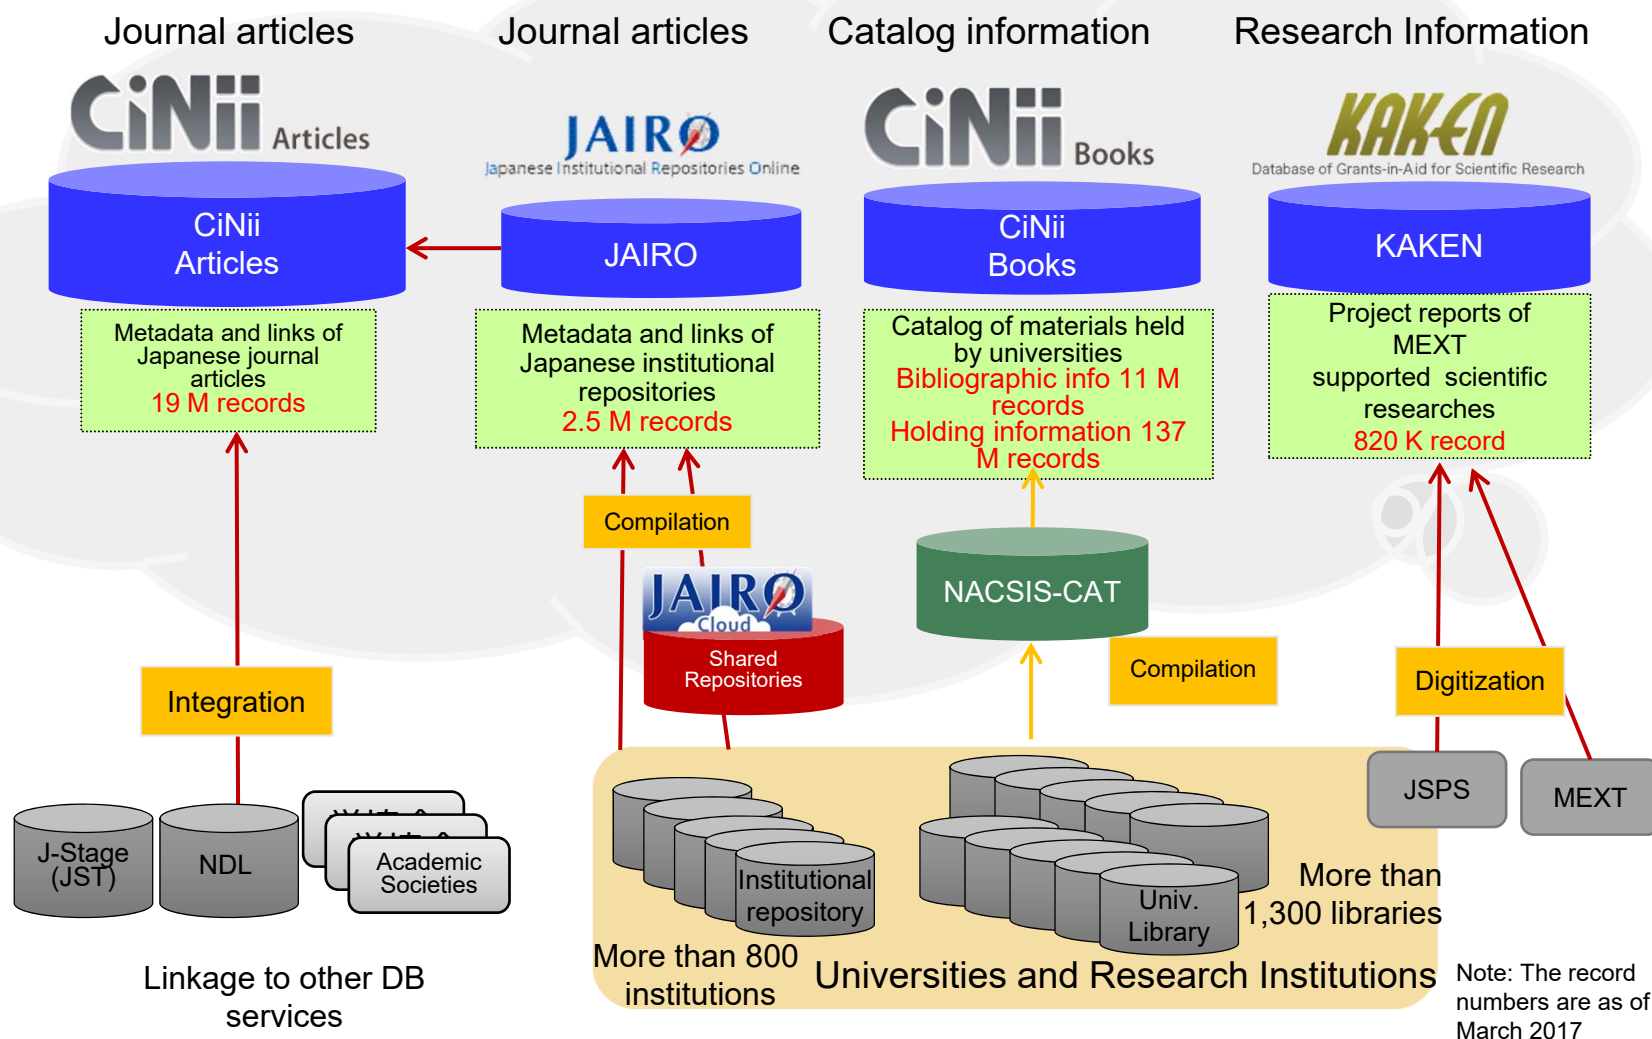 Journal articles
Journal articles
Catalog information
Research Information
CiNii Articles
JAIRO
Japanese Institutional Repositories Online
CiNii Books
KAKEN
Database of Grants-in-Aid for Scientific Research
CiNii
Articles
JAIRO
CiNii
Books
KAKEN
Metadata and links of
Japanese journal
articles
19 M records
Metadata and links of
Japanese institutional
repositories
2.5 M records
Catalog of materials held
by universities
Bibliographic info 11 M
records
Holding information 137
M records
Project reports of
MEXT
supported scientific
researches
820 K record
Compilation
NACSIS-CAT
JAIRO
Cloud
Shared
Repositories
Compilation
Integration
Digitization
J-Stage
(JST)
NDL
Academic
Societies
JSPS
MEXT
Institutional
repository
Univ.
Library
More than
1,300 libraries
More than 800
institutions
Universities and Research Institutions
Linkage to other DB
services
Note: The record
numbers are as of
March 2017